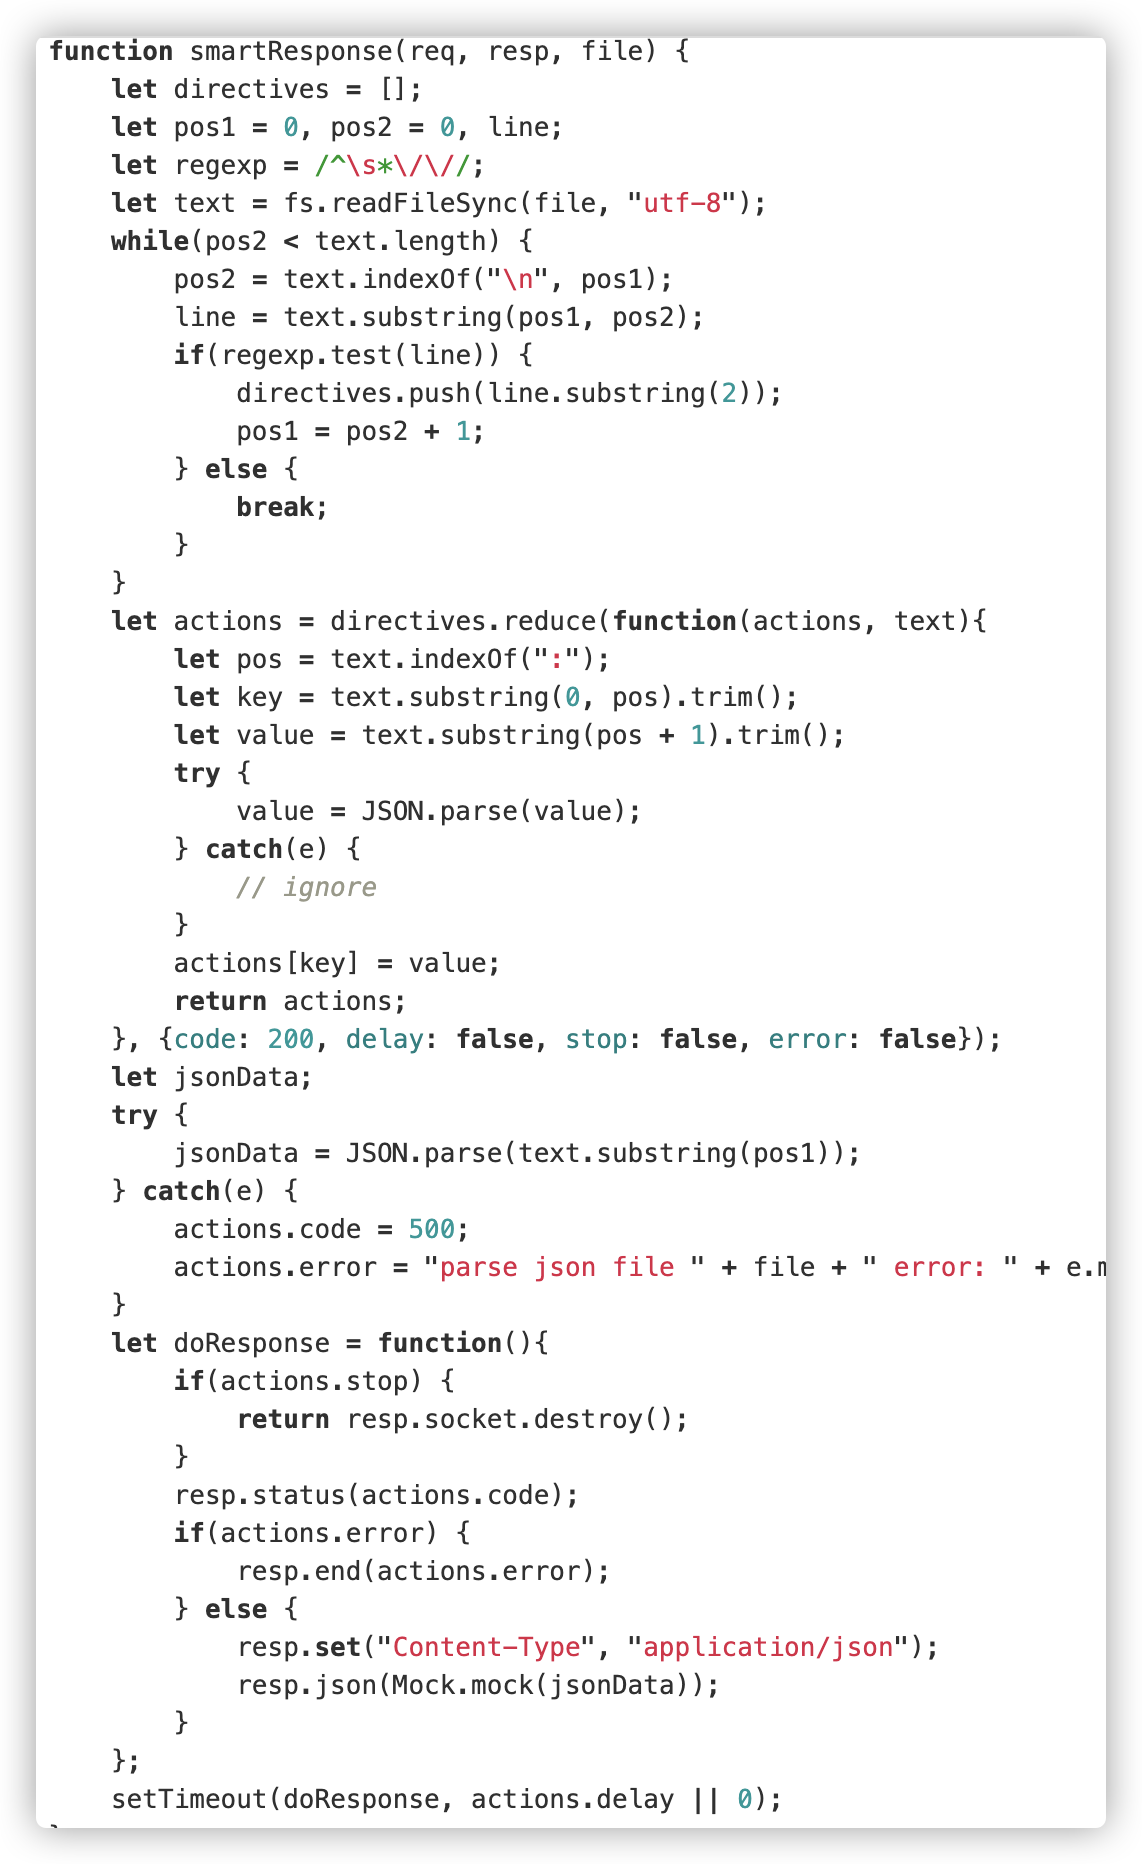 function smartResponse(req, resp, file) {
    let directives = [];
    let pos1 = 0, pos2 = 0, line;
    let regexp = /^\s*\/\//;
    let text = fs.readFileSync(file, "utf-8");
    while(pos2 < text.length) {
        pos2 = text.indexOf("\n", pos1);
        line = text.substring(pos1, pos2);
        if(regexp.test(line)) {
            directives.push(line.substring(2));
            pos1 = pos2 + 1;
        } else {
            break;
        }
    }
    let actions = directives.reduce(function(actions, text){
        let pos = text.indexOf(":");
        let key = text.substring(0, pos).trim();
        let value = text.substring(pos + 1).trim();
        try {
            value = JSON.parse(value);
        } catch(e) {
            // ignore
        }
        actions[key] = value;
        return actions;
    }, {code: 200, delay: false, stop: false, error: false});
    let jsonData;
    try {
        jsonData = JSON.parse(text.substring(pos1));
    } catch(e) {
        actions.code = 500;
        actions.error = "parse json file " + file + " error: " + e.
    }
    let doResponse = function(){
        if(actions.stop) {
            return resp.socket.destroy();
        }
        resp.status(actions.code);
        if(actions.error) {
            resp.end(actions.error);
        } else {
            resp.set("Content-Type", "application/json");
            resp.json(Mock.mock(jsonData));
        }
    };
    setTimeout(doResponse, actions.delay || 0);